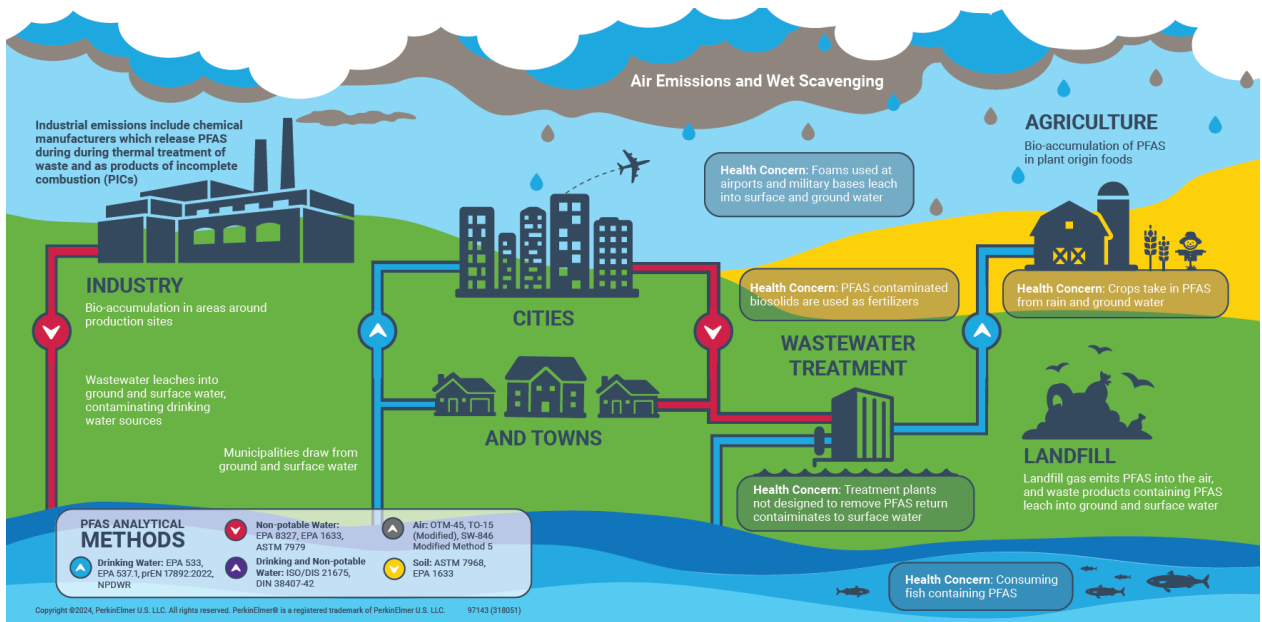 Air Emissions and Wet Scavenging
Industrial emissions include chemical
manufacturers which release PFAS
during during thermal treatment of
waste and as products of incomplete
combustion (PICs)
AGRICULTURE
Bio-accumulation of PFAS
in plant origin foods
Health Concern: Foams used at
airports and military bases leach
into surface and ground water
INDUSTRY
Bio-accumulation in areas around
production sites
Wastewater leaches into
ground and surface water,
contaminating drinking
water sources
CITIES
AND TOWNS
Municipalities draw from
ground and surface water
Health Concern: PFAS contaminated
biosolids are used as fertilizers
Health Concern: Crops take in PFAS
from rain and ground water
WASTEWATER
TREATMENT
Health Concern: Treatment plants
not designed to remove PFAS return
contaiminates to surface water
LANDFILL
Landfill gas emits PFAS into the air,
and waste products containing PFAS
leach into ground and surface water
PFAS ANALYTICAL
METHODS
Drinking Water: EPA 533,
EPA 537.1, prEN 17892:2022,
NPDWR
Non-potable Water:
EPA 8327, EPA 1633,
ASTM 7979
Drinking and Non-potable
Water: ISO/DIS 21675,
DIN 38407-42
Air: OTM-45, TO-15
(Modified), SW-846
Modified Method 5
Soil: ASTM 7968,
EPA 1633
Health Concern: Consuming
fish containing PFAS
Copyright ©2024, PerkinElmer U.S. LLC. All rights reserved. PerkinElmer® is a registered trademark of PerkinElmer U.S. LLC. 97143 (318051)